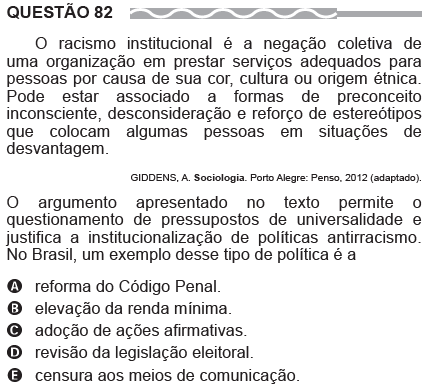 QUESTÃO 82
O racismo institucional é a negação coletiva de
uma organização em prestar serviços adequados para
pessoas por causa de sua cor, cultura ou origem étnica.
Pode estar associado a formas de preconceito
inconsciente, desconsideração e reforço de estereótipos
que colocam algumas pessoas em situações de
desvantagem.
GIDDENS, A. Sociologia. Porto Alegre: Penso, 2012 (adaptado).
O argumento apresentado no texto permite o
questionamento de pressupostos de universalidade e
justifica a institucionalização de políticas antirracismo.
No Brasil, um exemplo desse tipo de política é a
A reforma do Código Penal.
B elevação da renda mínima.
C adoção de ações afirmativas.
D revisão da legislação eleitoral.
E censura aos meios de comunicação.